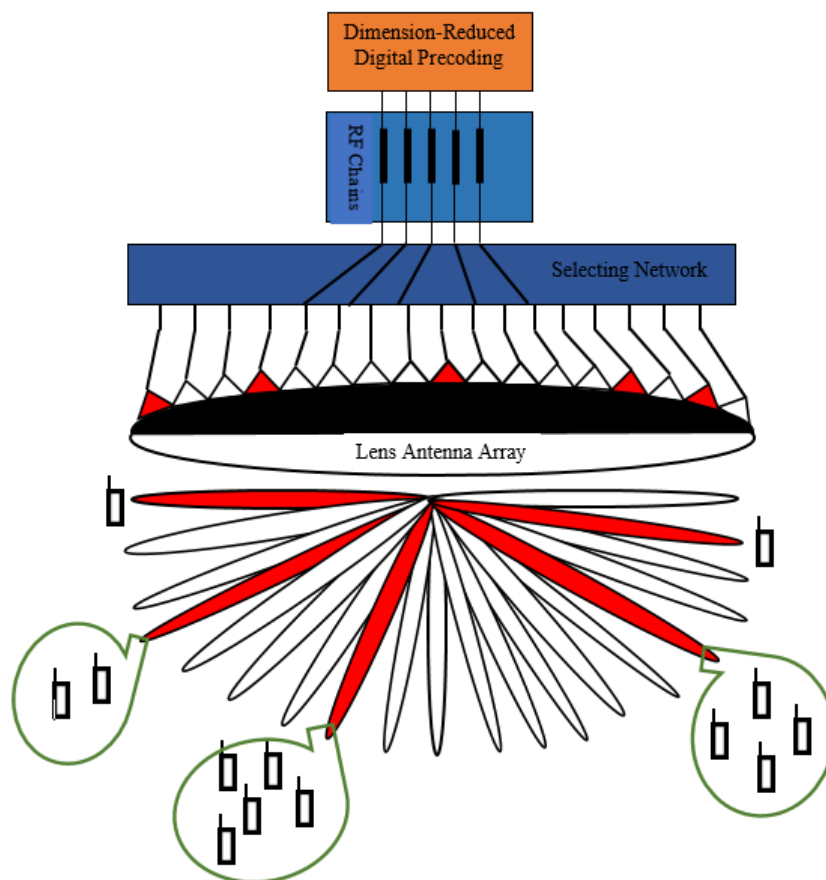 Dimension-Reduced
Digital Precoding
RF Chains
Selecting Network
Lens Antenna Array